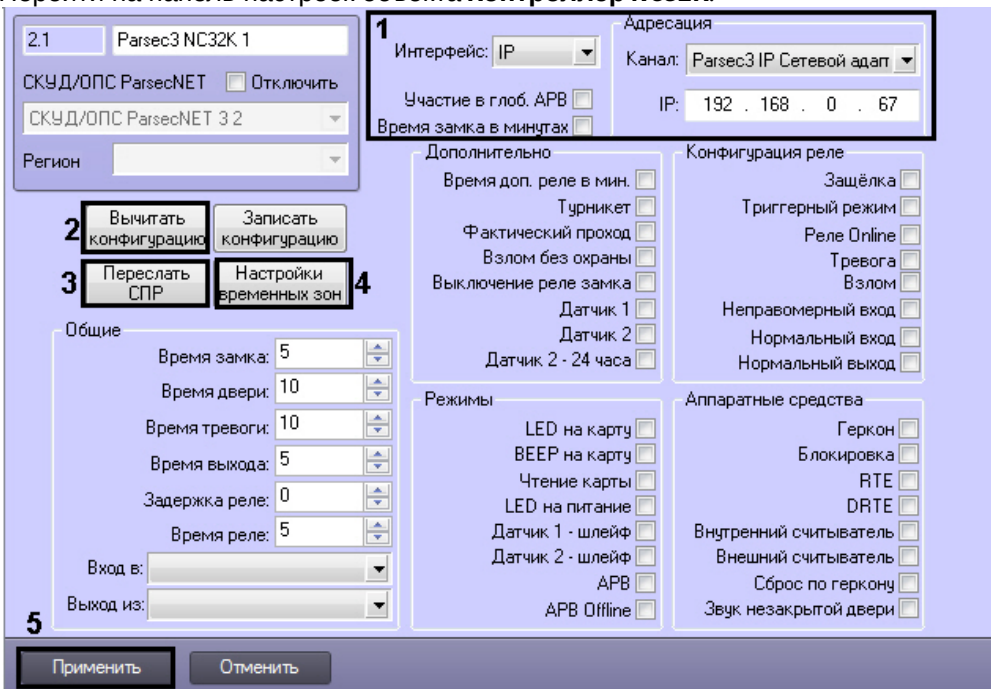 Перейти на панель настроек объекта Контроллер NC32K.
2.1 Parsec3 NC32K 1
СКУД/ОПС ParsecNET Отключить
СКУД/ОПС ParsecNET 3 2
Регион
1
Интерфейс: IP
Участие в глоб. APB
Время замка в минутах
Адресация
Канал: Parsec3 IP Сетевой адап
IP: 192 . 168 . 0 . 67
2 Вычитать конфигурацию
Записать конфигурацию
3 Переслать СПР
Настройки временных зон 4
Общие
Время замка: 5
Время двери: 10
Время тревоги: 10
Время выхода: 5
Задержка реле: 0
Время реле: 5
Вход в:
Выход из:
Дополнительно
Время доп. реле в мин.
Турникет
Фактический проход
Взлом без охраны
Выключение реле замка
Датчик 1
Датчик 2
Датчик 2 - 24 часа
Конфигурация реле
Защёлка
Триггерный режим
Реле Online
Тревога
Взлом
Неправомерный вход
Нормальный вход
Нормальный выход
Режимы
LED на карту
BEEP на карту
Чтение карты
LED на питание
Датчик 1 - шлейф
Датчик 2 - шлейф
APB
APB Offline
Аппаратные средства
Геркон
Блокировка
RTE
DRTE
Внутренний считыватель
Внешний считыватель
Сброс по геркону
Звук незакрытой двери
5
Применить
Отменить